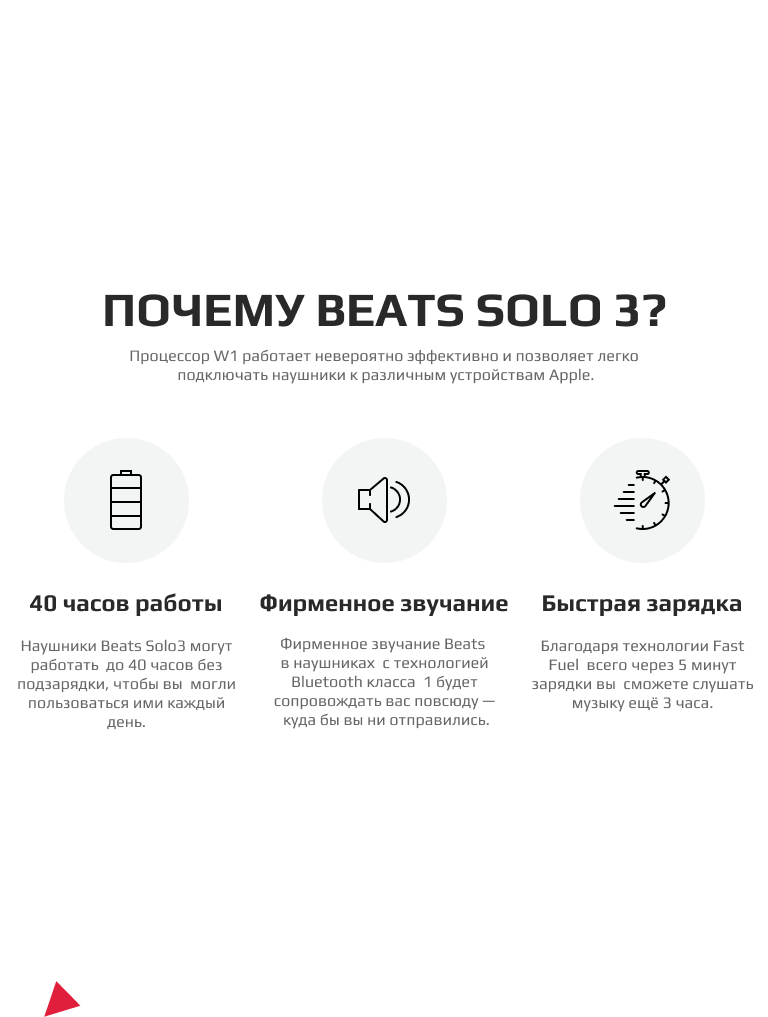 ПОЧЕМУ BEATS SOLO 3?
Процессор W1 работает невероятно эффективно и позволяет легко
подключать наушники к различным устройствам Apple.
40 часов работы
Наушники Beats Solo3 могут
работать до 40 часов без
подзарядки, чтобы вы могли
пользоваться ими каждый
день.
Фирменное звучание
Фирменное звучание Beats
в наушниках с технологией
Bluetooth класса 1 будет
сопровождать вас повсюду —
куда бы вы ни отправились.
Быстрая зарядка
Благодаря технологии Fast
Fuel всего через 5 минут
зарядки вы сможете слушать
музыку ещё 3 часа.